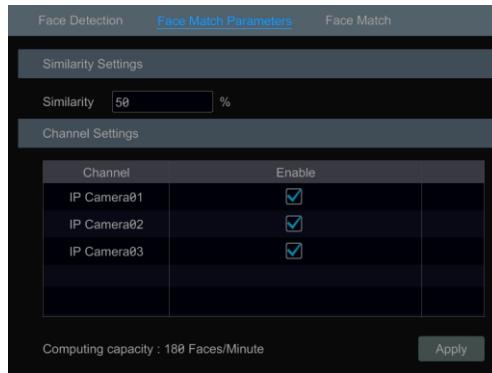 Face Detection Face Match Parameters Face Match
Similarity Settings
Similarity 50 %
Channel Settings
Channel Enable
IP Camera01
IP Camera02
IP Camera03
Computing capacity : 180 Faces/Minute Apply